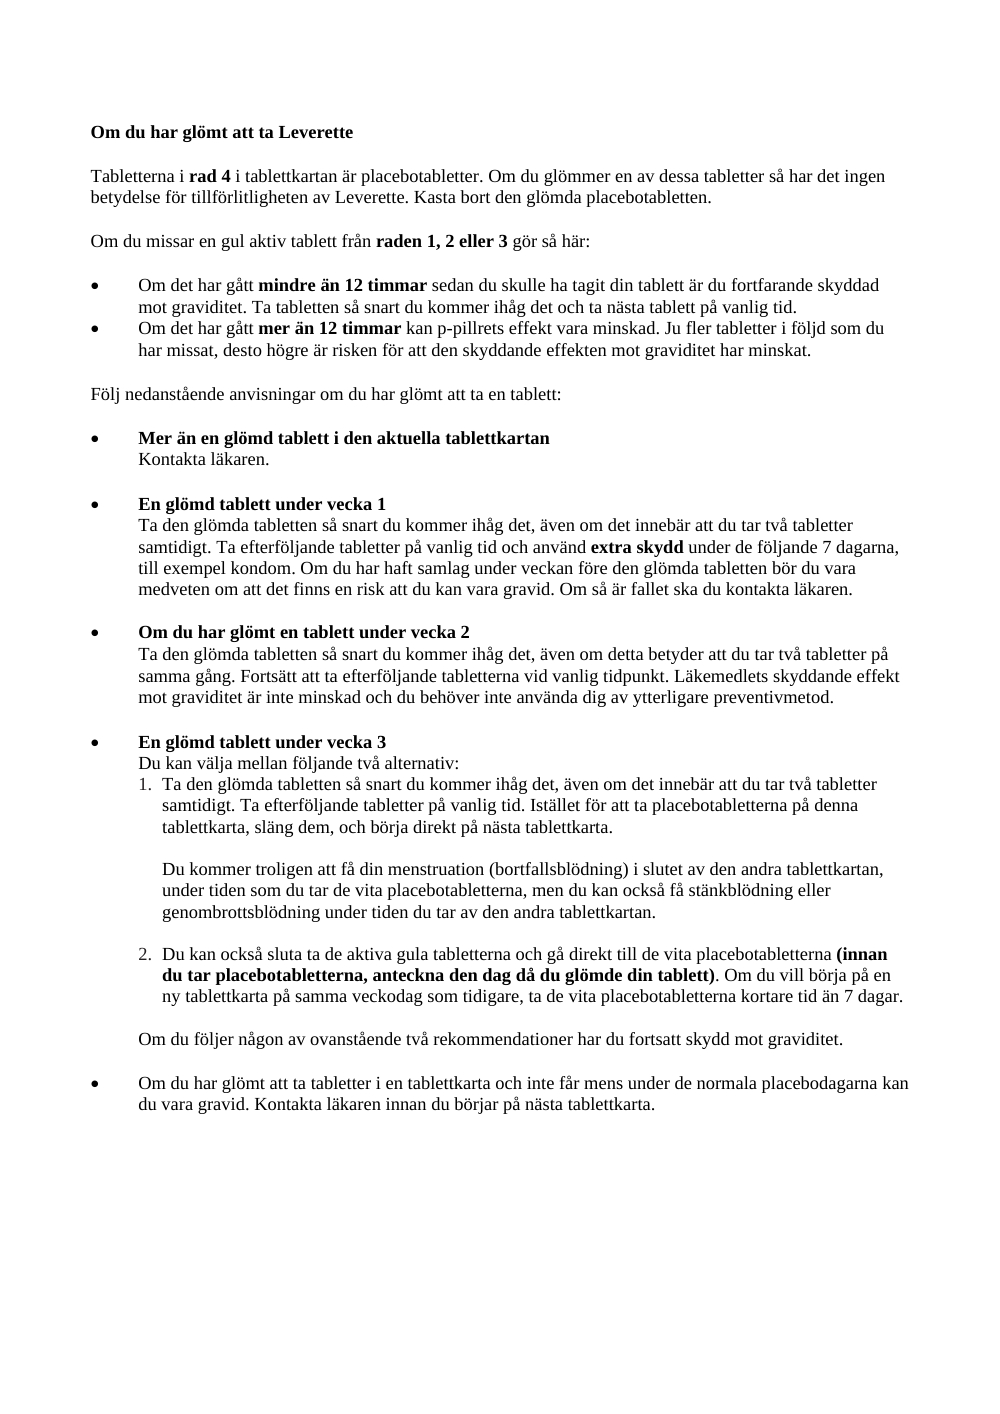 Om du har glömt att ta Leverette
Tabletterna i rad 4 i tablettkartan är placebotabletter. Om du glömmer en av dessa tabletter så har det ingen
betydelse för tillförlitligheten av Leverette. Kasta bort den glömda placebotabletten.
Om du missar en gul aktiv tablett från raden 1, 2 eller 3 gör så här:
• Om det har gått mindre än 12 timmar sedan du skulle ha tagit din tablett är du fortfarande skyddad
mot graviditet. Ta tabletten så snart du kommer ihåg det och ta nästa tablett på vanlig tid.
• Om det har gått mer än 12 timmar kan p-pillrets effekt vara minskad. Ju fler tabletter i följd som du
har missat, desto högre är risken för att den skyddande effekten mot graviditet har minskat.
Följ nedanstående anvisningar om du har glömt att ta en tablett:
• Mer än en glömd tablett i den aktuella tablettkartan
Kontakta läkaren.
• En glömd tablett under vecka 1
Ta den glömda tabletten så snart du kommer ihåg det, även om det innebär att du tar två tabletter
samtidigt. Ta efterföljande tabletter på vanlig tid och använd extra skydd under de följande 7 dagarna,
till exempel kondom. Om du har haft samlag under veckan före den glömda tabletten bör du vara
medveten om att det finns en risk att du kan vara gravid. Om så är fallet ska du kontakta läkaren.
• Om du har glömt en tablett under vecka 2
Ta den glömda tabletten så snart du kommer ihåg det, även om detta betyder att du tar två tabletter på
samma gång. Fortsätt att ta efterföljande tabletterna vid vanlig tidpunkt. Läkemedlets skyddande effekt
mot graviditet är inte minskad och du behöver inte använda dig av ytterligare preventivmetod.
• En glömd tablett under vecka 3
Du kan välja mellan följande två alternativ:
1. Ta den glömda tabletten så snart du kommer ihåg det, även om det innebär att du tar två tabletter
samtidigt. Ta efterföljande tabletter på vanlig tid. Istället för att ta placebotabletterna på denna
tablettkarta, släng dem, och börja direkt på nästa tablettkarta.
Du kommer troligen att få din menstruation (bortfallsblödning) i slutet av den andra tablettkartan,
under tiden som du tar de vita placebotabletterna, men du kan också få stänkblödning eller
genombrottsblödning under tiden du tar av den andra tablettkartan.
2. Du kan också sluta ta de aktiva gula tabletterna och gå direkt till de vita placebotabletterna (innan
du tar placebotabletterna, anteckna den dag då du glömde din tablett). Om du vill börja på en
ny tablettkarta på samma veckodag som tidigare, ta de vita placebotabletterna kortare tid än 7 dagar.
Om du följer någon av ovanstående två rekommendationer har du fortsatt skydd mot graviditet.
• Om du har glömt att ta tabletter i en tablettkarta och inte får mens under de normala placebodagarna kan
du vara gravid. Kontakta läkaren innan du börjar på nästa tablettkarta.